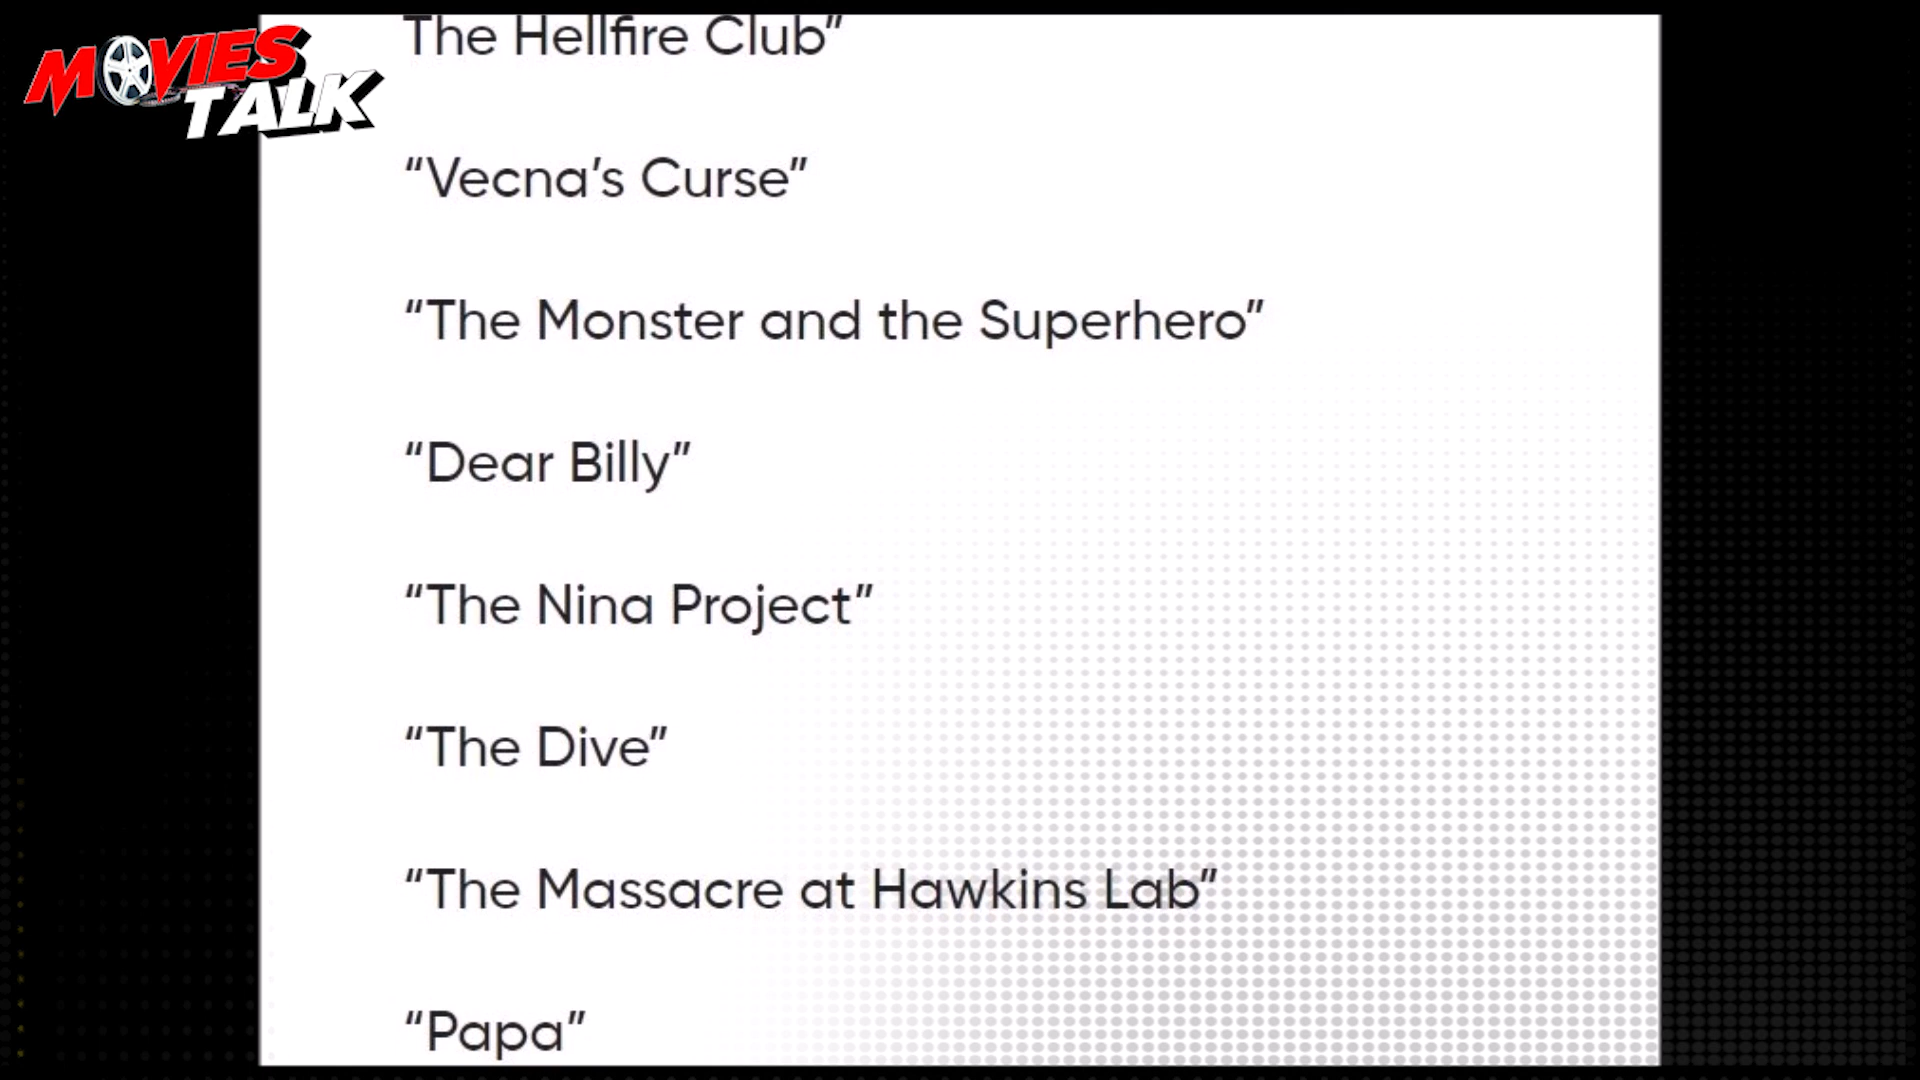 MOVIES
TALK
The Hellfire Club”
“Vecna’s Curse”
“The Monster and the Superhero”
“Dear Billy”
“The Nina Project”
“The Dive”
“The Massacre at Hawkins Lab”
“Papa”